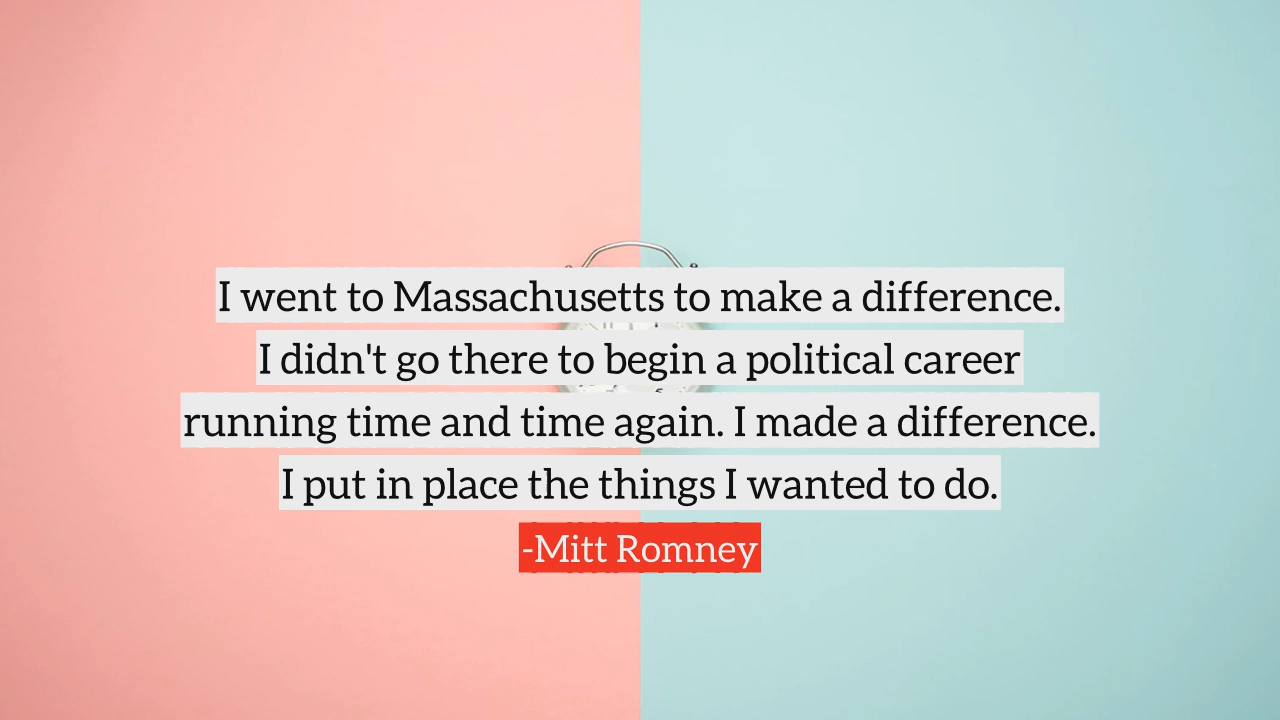 I went to Massachusetts to make a difference.
I didn't go there to begin a political career
running time and time again. I made a difference.
I put in place the things I wanted to do.
-Mitt Romney